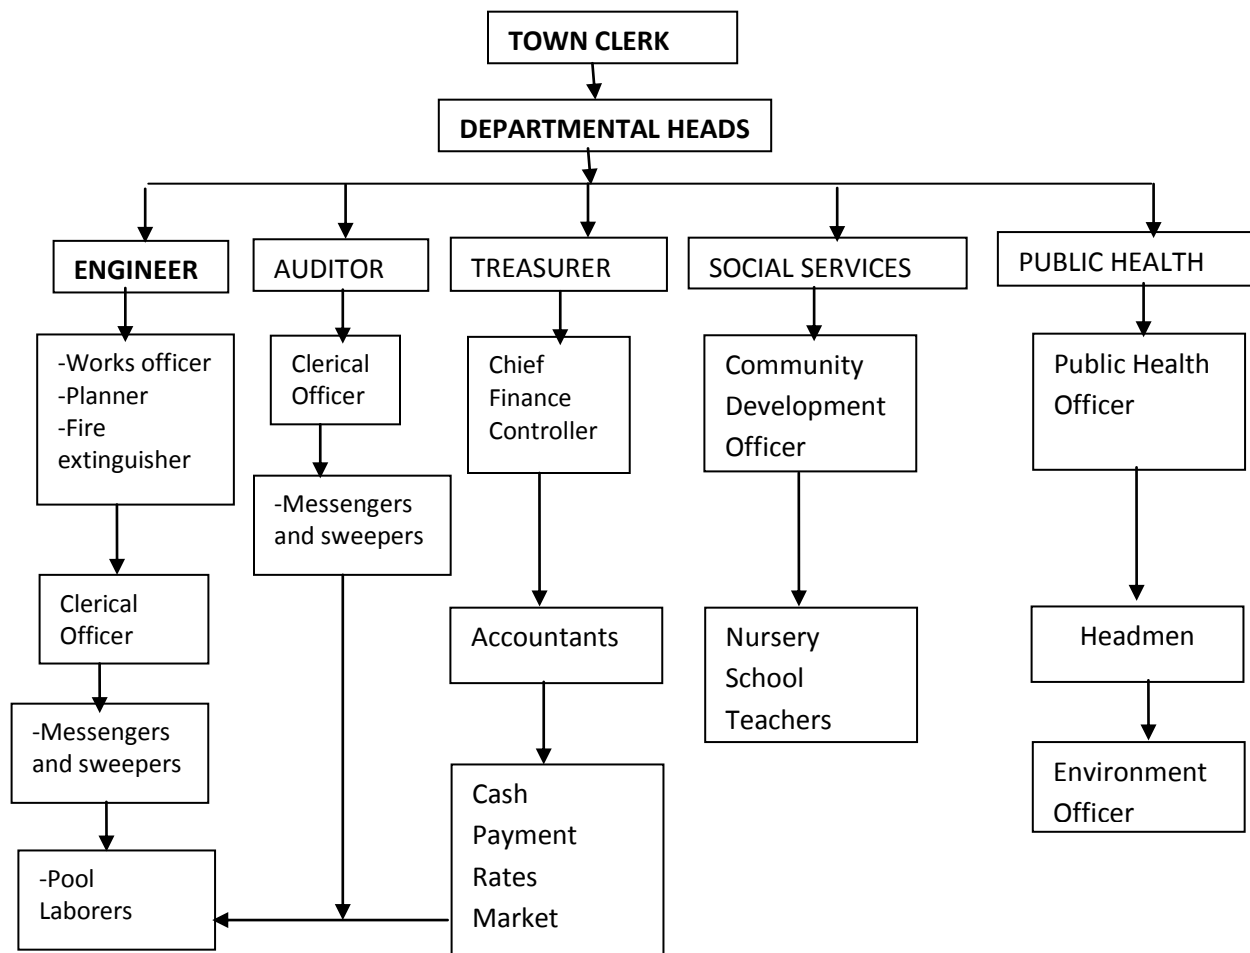 TOWN CLERK
DEPARTMENTAL HEADS
ENGINEER
AUDITOR
TREASURER
SOCIAL SERVICES
PUBLIC HEALTH
-Works officer
-Planner
-Fire
extinguisher
Clerical
Officer
Chief
Finance
Controller
Community
Development
Officer
Public Health
Officer
-Messengers
and sweepers
Clerical
Officer
Accountants
Nursery
School
Teachers
Headmen
-Messengers
and sweepers
Cash
Payment
Rates
Market
Environment
Officer
-Pool
Laborers